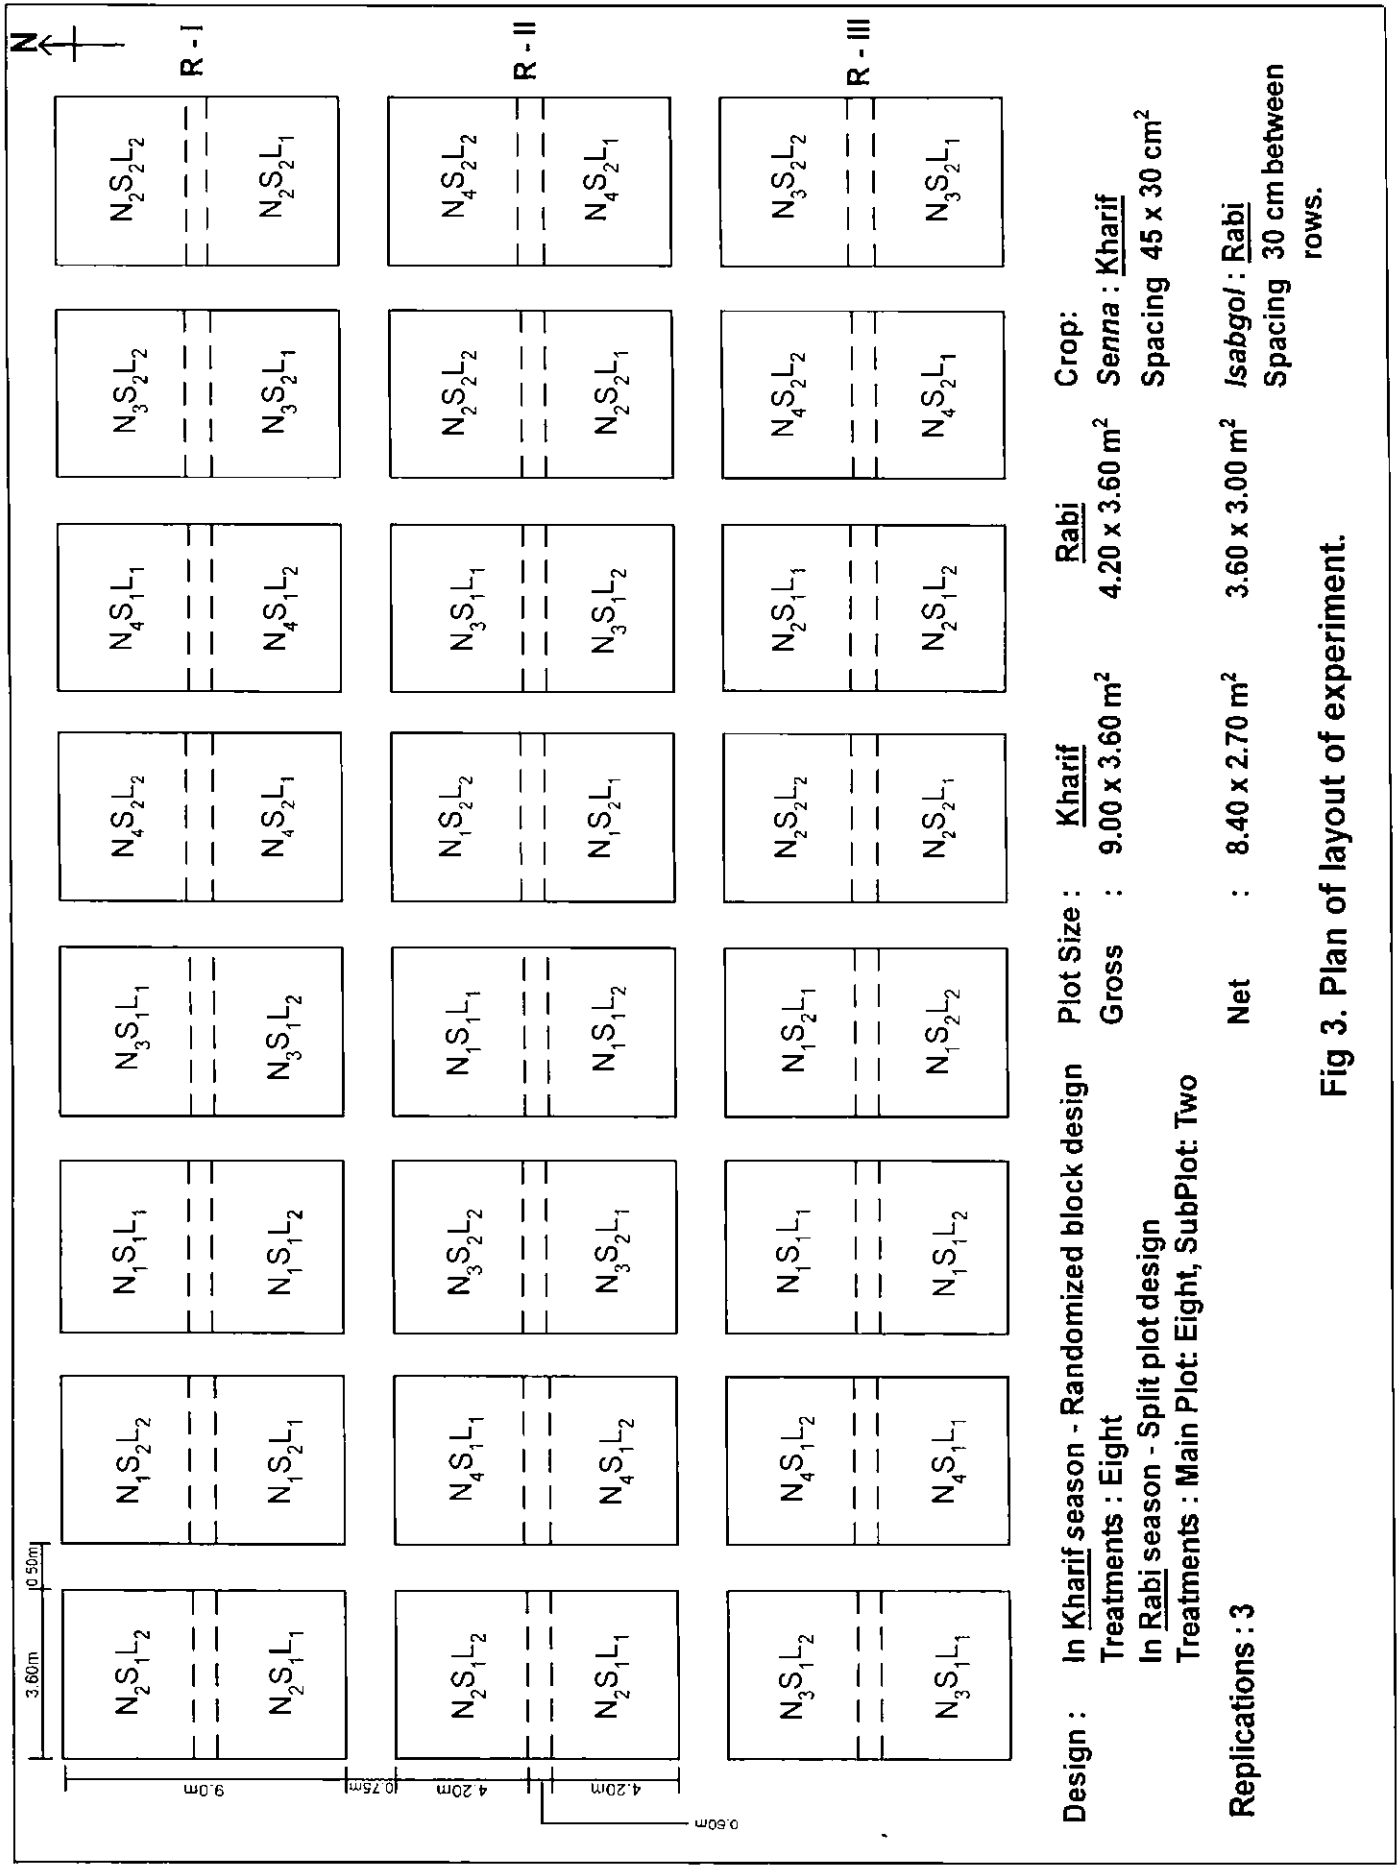 N
3.60m 0.50m
9.0m
N₂S₁L₂ N₁S₂L₂ N₁S₁L₁ N₃S₁L₁ N₄S₂L₂ N₄S₁L₁ N₃S₂L₂ N₂S₂L₂
R - I
N₂S₁L₁ N₁S₂L₁ N₁S₁L₂ N₃S₁L₂ N₄S₂L₁ N₄S₁L₂ N₃S₂L₁ N₂S₂L₁
0.75m
4.20m
N₂S₁L₂ N₄S₁L₁ N₃S₂L₂ N₁S₁L₁ N₁S₂L₂ N₃S₁L₁ N₂S₂L₂ N₄S₂L₂
R - II
4.20m
N₂S₁L₁ N₄S₁L₂ N₃S₂L₁ N₁S₁L₂ N₁S₂L₁ N₃S₁L₂ N₂S₂L₁ N₄S₂L₁
0.60m
N₃S₁L₂ N₄S₁L₂ N₁S₁L₁ N₁S₂L₁ N₂S₂L₂ N₂S₁L₁ N₄S₂L₂ N₃S₂L₂
R - III
N₃S₁L₁ N₄S₁L₁ N₁S₁L₂ N₁S₂L₂ N₂S₂L₁ N₂S₁L₂ N₄S₂L₁ N₃S₂L₁
Design : In Kharif season - Randomized block design Plot Size : Kharif Rabi Crop:
Treatments : Eight Gross : 9.00 x 3.60 m² 4.20 x 3.60 m² Senna : Kharif
In Rabi season - Split plot design Spacing 45 x 30 cm²
Treatments : Main Plot: Eight, SubPlot: Two
Replications : 3 Net : 8.40 x 2.70 m² 3.60 x 3.00 m² Isabgol : Rabi
Spacing 30 cm between
rows.
Fig 3. Plan of layout of experiment.